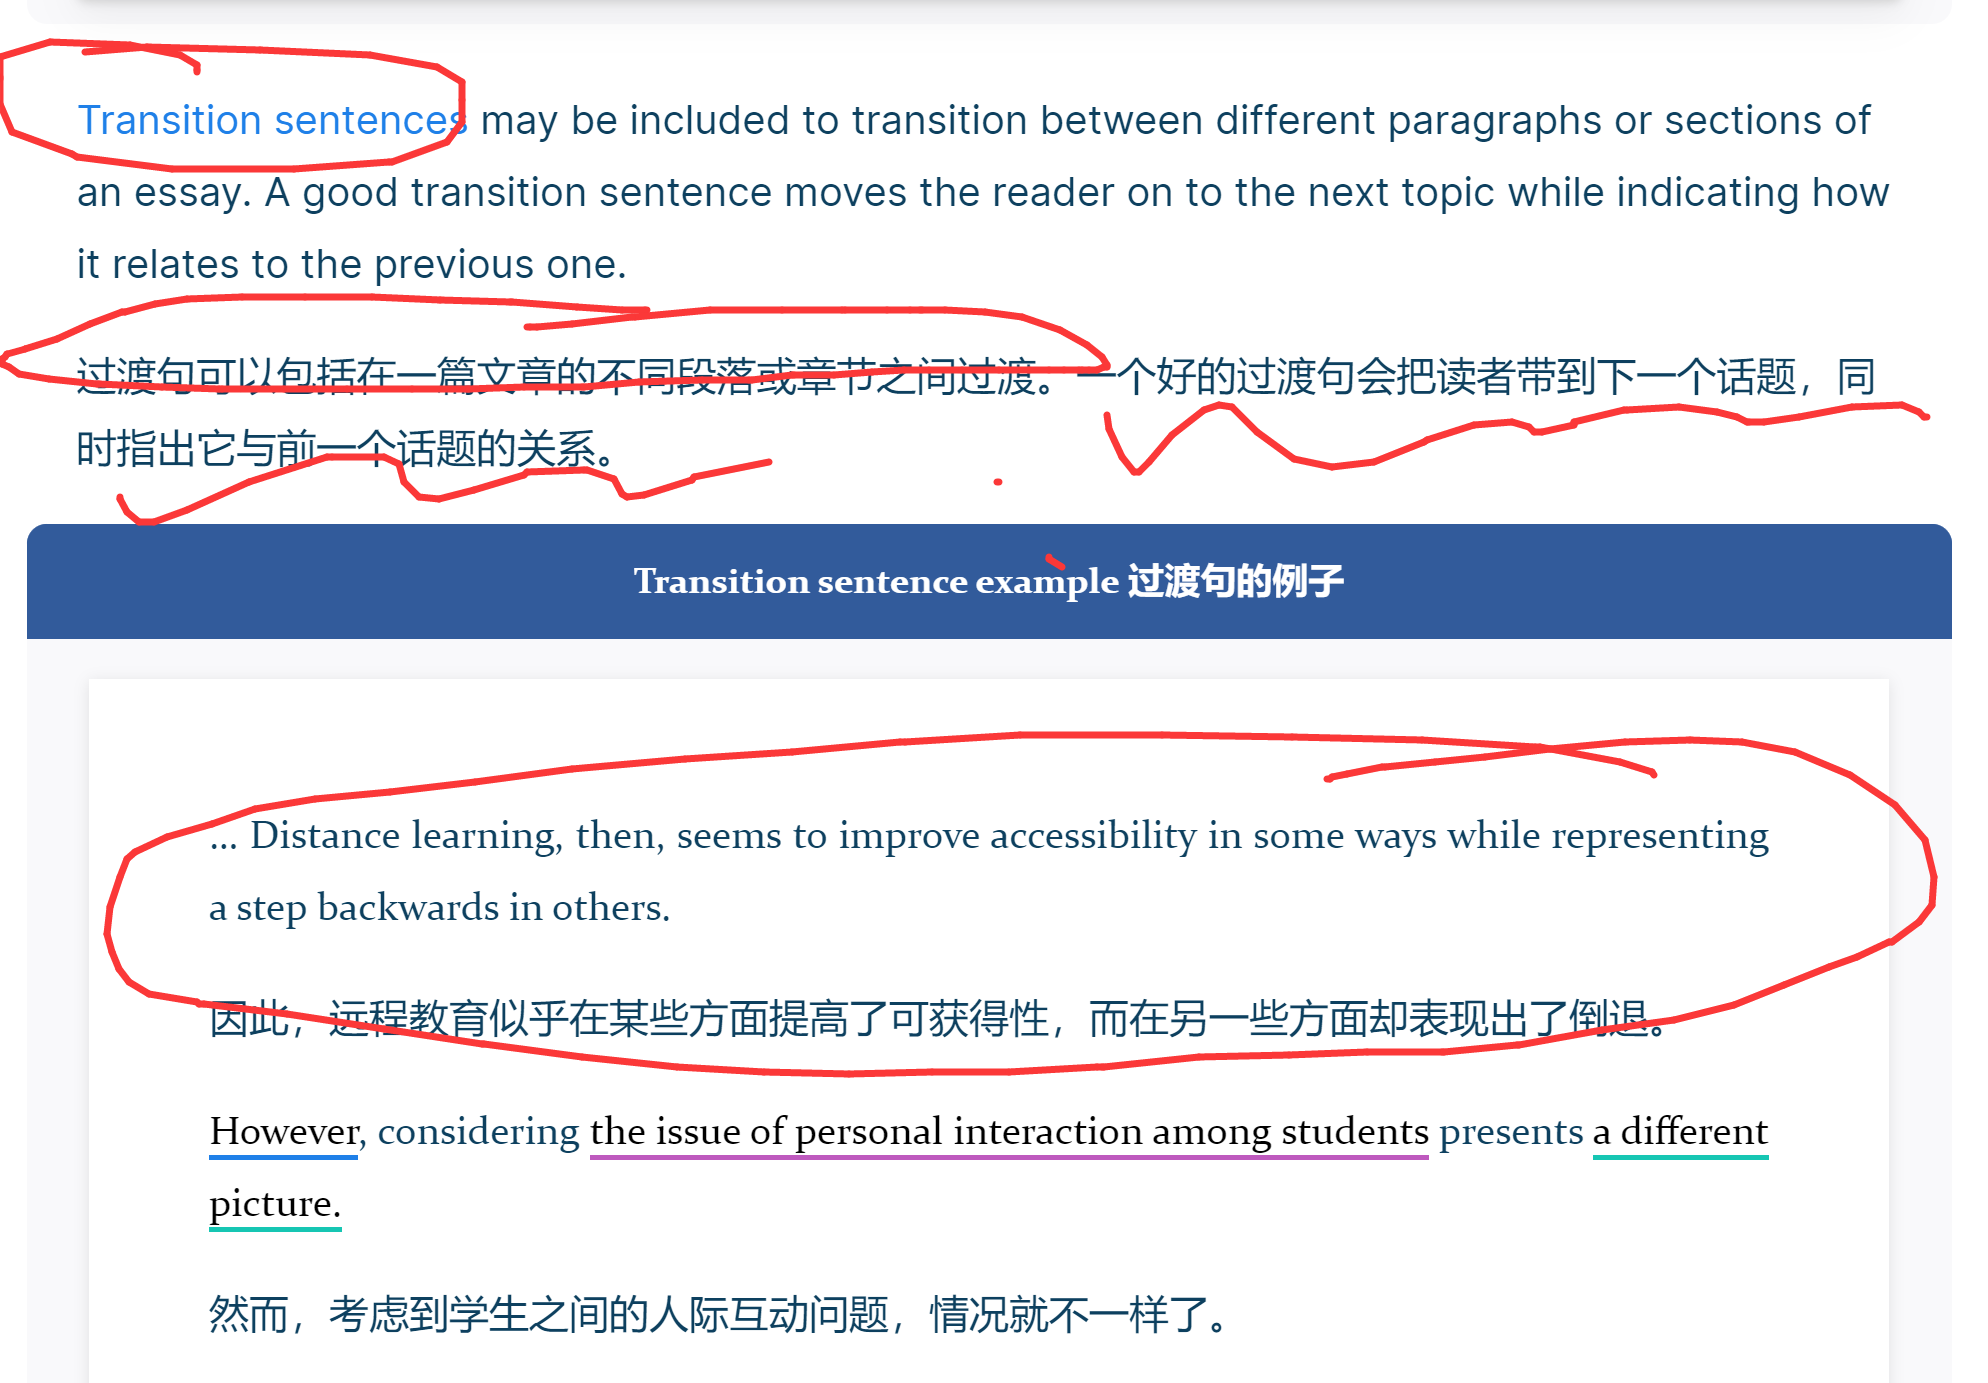 Transition sentences may be included to transition between different paragraphs or sections of
an essay. A good transition sentence moves the reader on to the next topic while indicating how
it relates to the previous one.
过渡句可以包括在一篇文章的不同段落或章节之间过渡。一个好的过渡句会把读者带到下一个话题，同
时指出它与前一个话题的关系。
Transition sentence example 过渡句的例子
... Distance learning, then, seems to improve accessibility in some ways while representing
a step backwards in others.
因此，远程教育似乎在某些方面提高了可获得性，而在另一些方面却表现出了倒退。
However, considering the issue of personal interaction among students presents a different
picture.
然而，考虑到学生之间的人际互动问题，情况就不一样了。